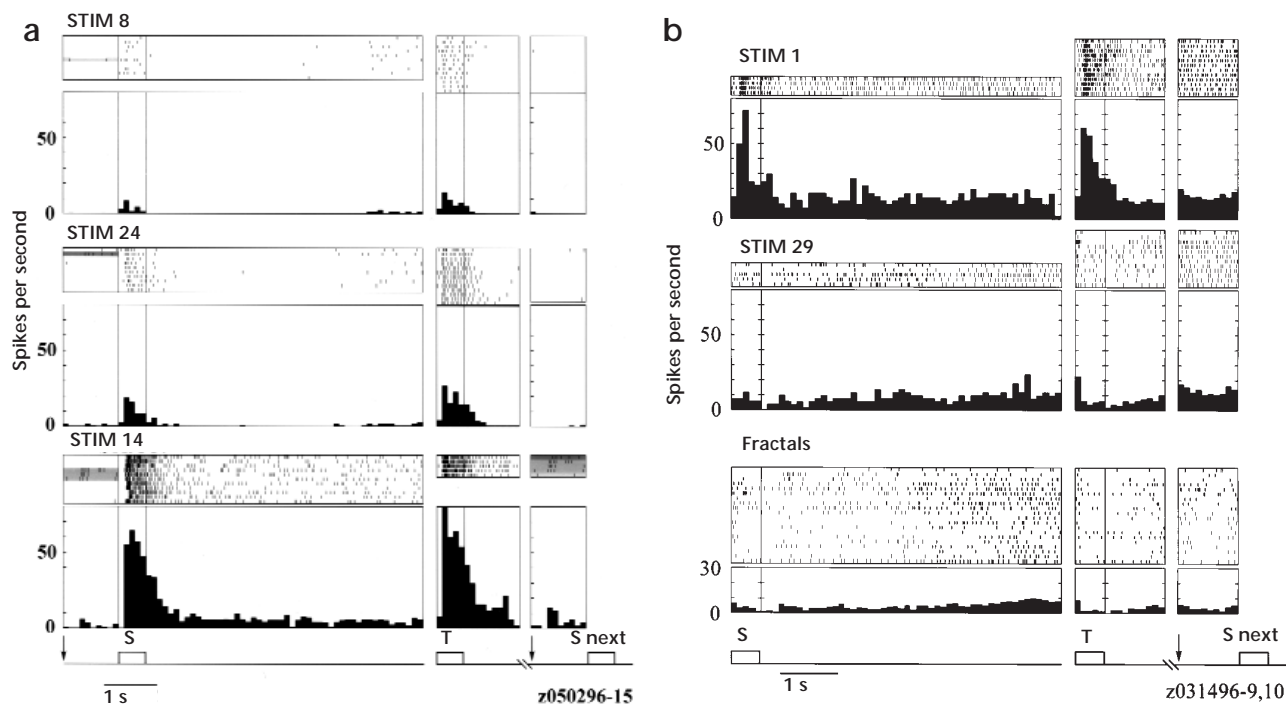 a
STIM 8
50
0
STIM 24
50
0
STIM 14
50
0
Spikes per second
S
T
S next
1 s
z050296-15
b
STIM 1
50
0
STIM 29
50
0
Spikes per second
Fractals
30
0
S
T
S next
1 s
z031496-9,10